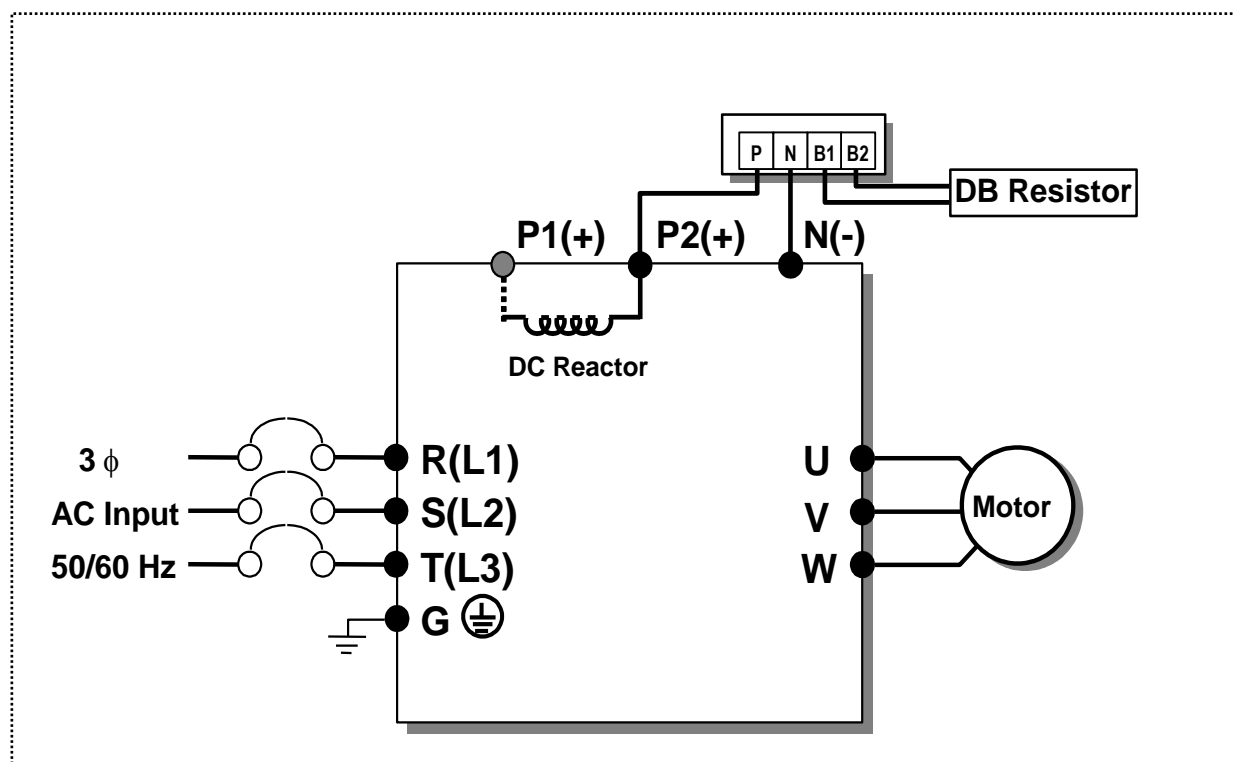 P N B1 B2
DB Resistor
P1(+) P2(+) N(-)
DC Reactor
3 ϕ R(L1) U
AC Input S(L2) V Motor
50/60 Hz T(L3) W
G